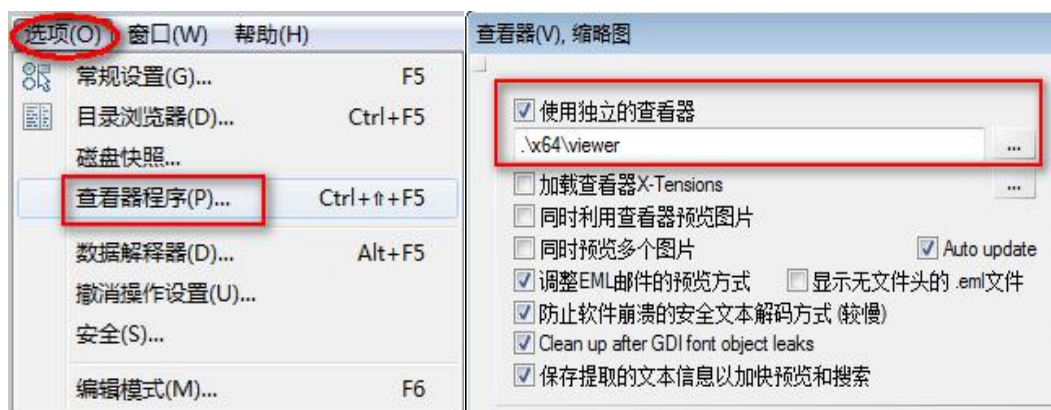 选项(O) 窗口(W) 帮助(H)
常规设置(G)... F5
目录浏览器(D)... Ctrl+F5
磁盘快照...
查看器程序(P)... Ctrl+⇑+F5
数据解释器(D)... Alt+F5
撤消操作设置(U)...
安全(S)...
编辑模式(M)... F6
查看器(V), 缩略图
使用独立的查看器
.\x64\viewer ...
加载查看器X-Tensions ...
同时利用查看器预览图片
同时预览多个图片 Auto update
调整EML邮件的预览方式 显示无文件头的 .eml文件
防止软件崩溃的安全文本解码方式 (较慢)
Clean up after GDI font object leaks
保存提取的文本信息以加快预览和搜索